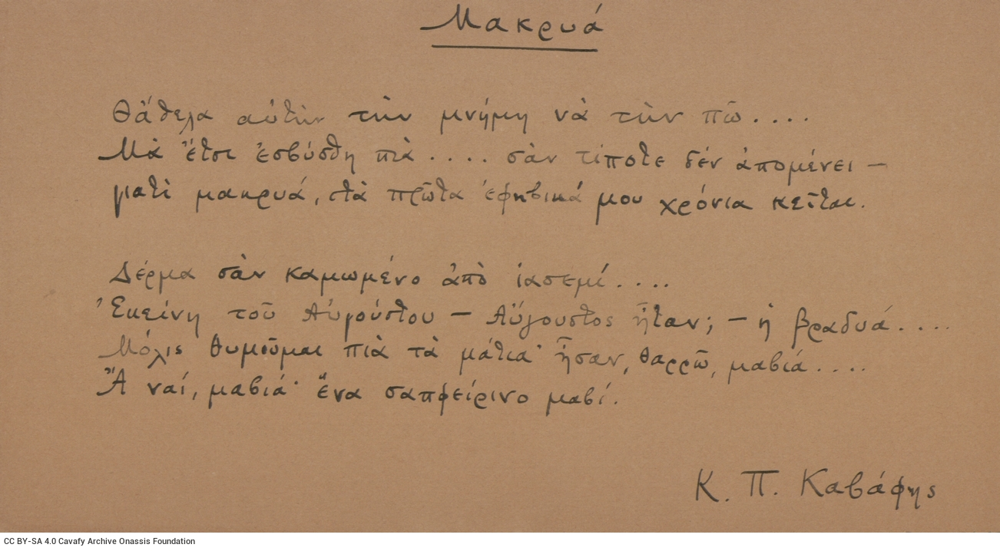 Μακρυά
Θἄθελα αὐτὴν τὴν μνήμη νὰ τὴν πῶ....
Μὰ ἔτσι ἐσβύσθη πιὰ.... σὰν τίποτε δὲν ἀπομένει —
γιατὶ μακρυά, στὰ πρῶτα ἐφηβικά μου χρόνια κεῖται.
Δέρμα σὰν καμωμένο ἀπὸ ἰασεμί....
Ἐκείνη τοῦ Αὐγούστου — Αὔγουστος ἦταν; — ἡ βραδυά....
Μόλις θυμοῦμαι πιὰ τὰ μάτια· ἦσαν, θαρρῶ, μαβιά....
Ἂ ναί, μαβιά· ἕνα σαπφείρινο μαβί.
Κ. Π. Καβάφης
CC BY-SA 4.0 Cavafy Archive Onassis Foundation